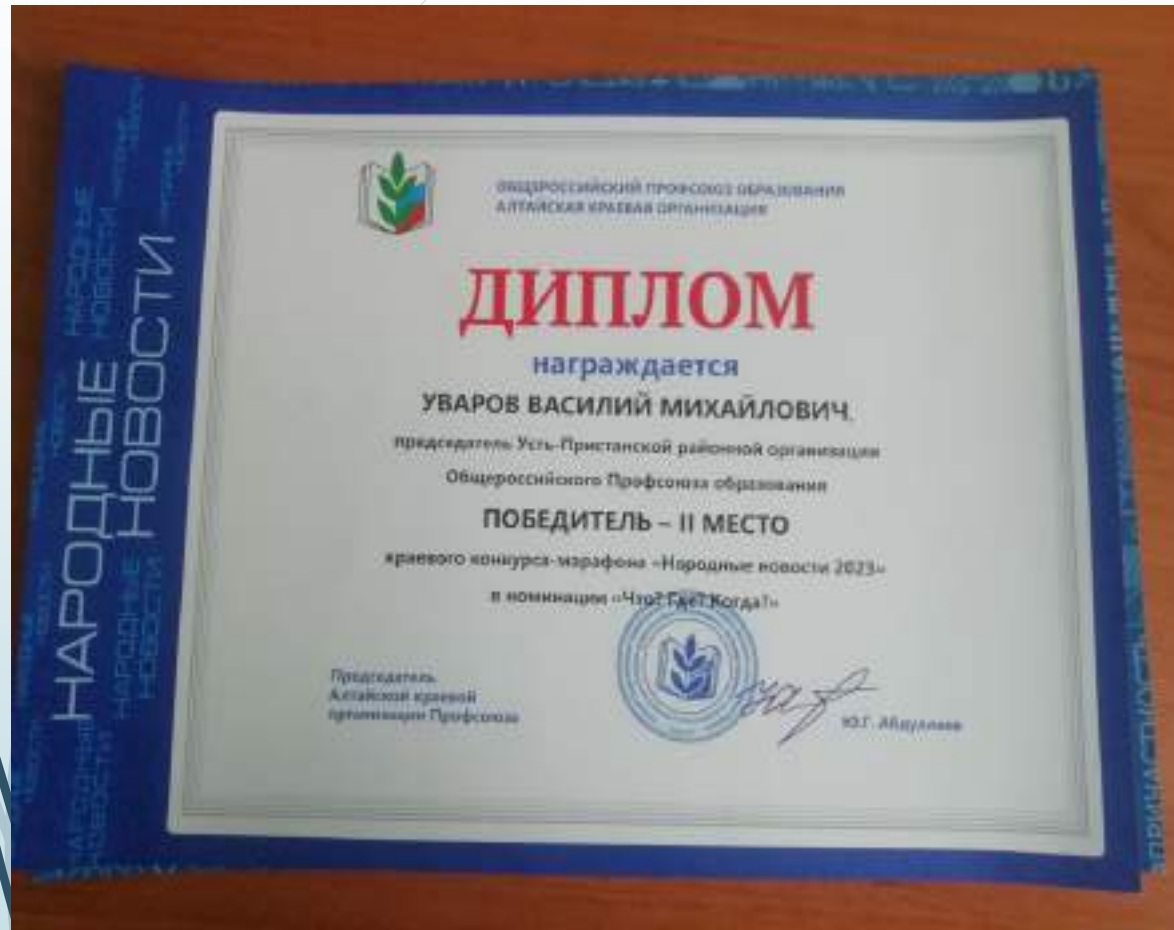 ОБЩЕРОССИЙСКИЙ ПРОФСОЮЗ ОБРАЗОВАНИЯ
АЛТАЙСКАЯ КРАЕВАЯ ОРГАНИЗАЦИЯ
ДИПЛОМ
награждается
УВАРОВ ВАСИЛИЙ МИХАЙЛОВИЧ,
председатель Усть-Пристанской районной организации
Общероссийского Профсоюза образования
ПОБЕДИТЕЛЬ – II МЕСТО
краевого конкурса-марафона «Народные новости 2023»
в номинации «Что? Где? Когда?»
Председатель
Алтайской краевой
организации Профсоюза
Ю.Г. Абдуллаев
НАРОДНЫЕ
НОВОСТИ
НАРОДНЫЕ
НОВОСТИ
НАРОДНЫЕ
НОВОСТИ